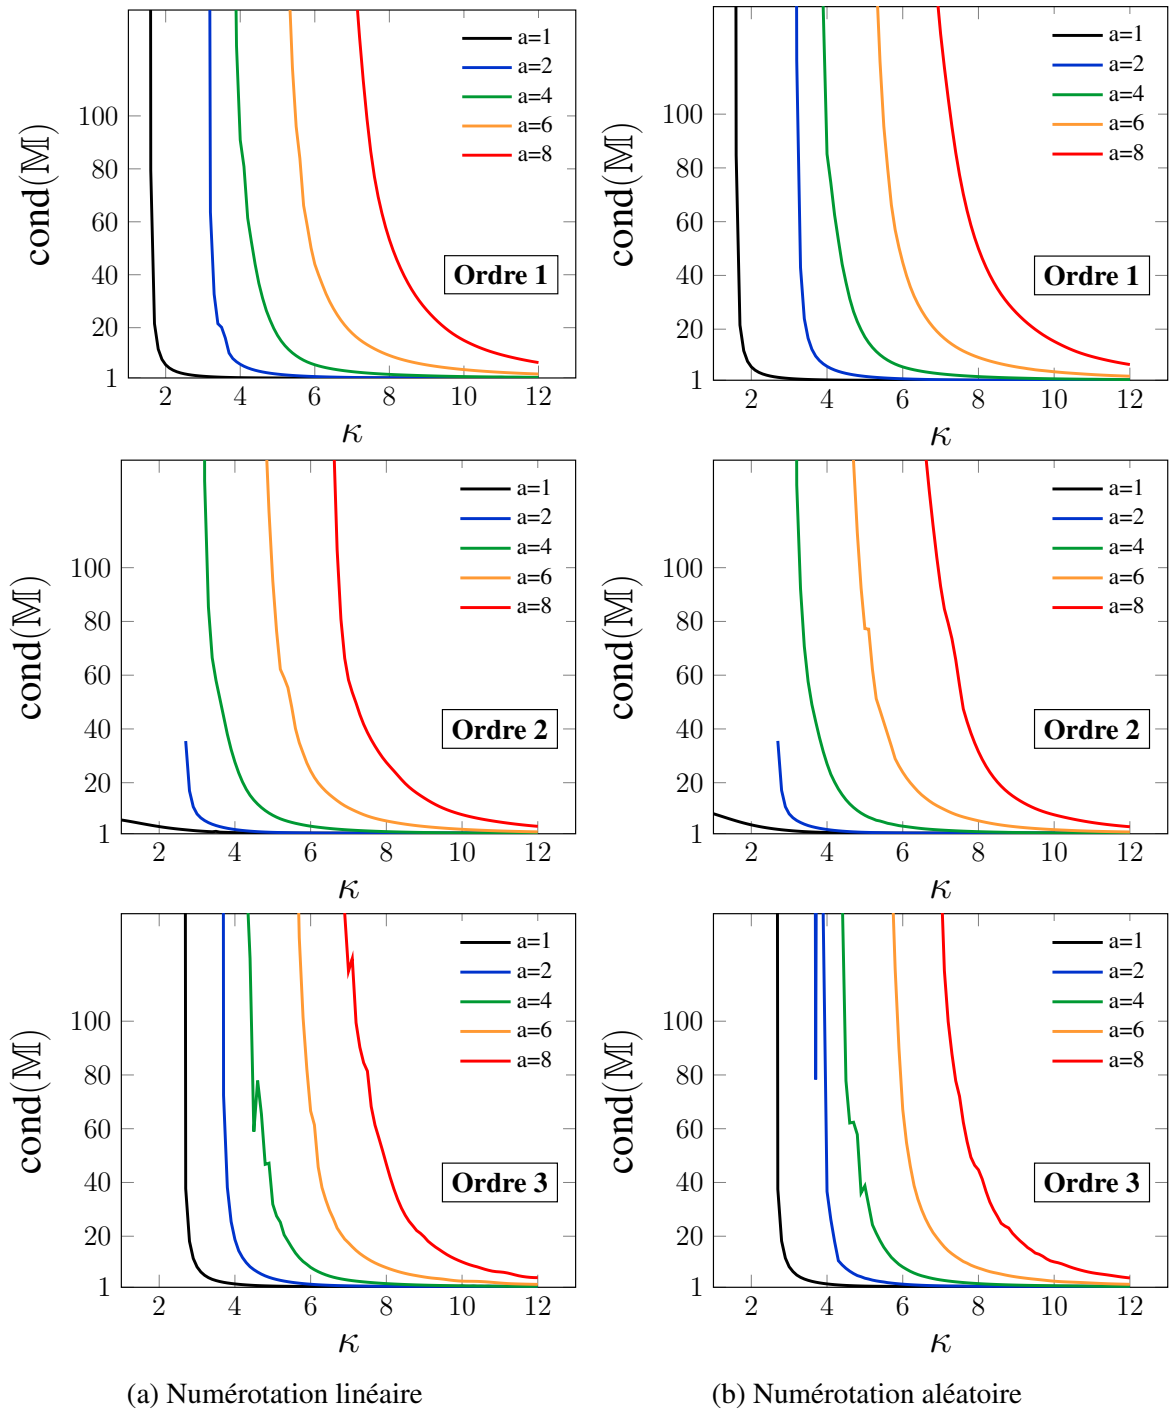 cond(𝕄)
100
80
60
40
20
1
a=1
a=2
a=4
a=6
a=8
Ordre 1
2 4 6 8 10 12
κ
cond(𝕄)
100
80
60
40
20
1
a=1
a=2
a=4
a=6
a=8
Ordre 1
2 4 6 8 10 12
κ
cond(𝕄)
100
80
60
40
20
1
a=1
a=2
a=4
a=6
a=8
Ordre 2
2 4 6 8 10 12
κ
cond(𝕄)
100
80
60
40
20
1
a=1
a=2
a=4
a=6
a=8
Ordre 2
2 4 6 8 10 12
κ
cond(𝕄)
100
80
60
40
20
1
a=1
a=2
a=4
a=6
a=8
Ordre 3
2 4 6 8 10 12
κ
cond(𝕄)
100
80
60
40
20
1
a=1
a=2
a=4
a=6
a=8
Ordre 3
2 4 6 8 10 12
κ
(a) Numérotation linéaire
(b) Numérotation aléatoire